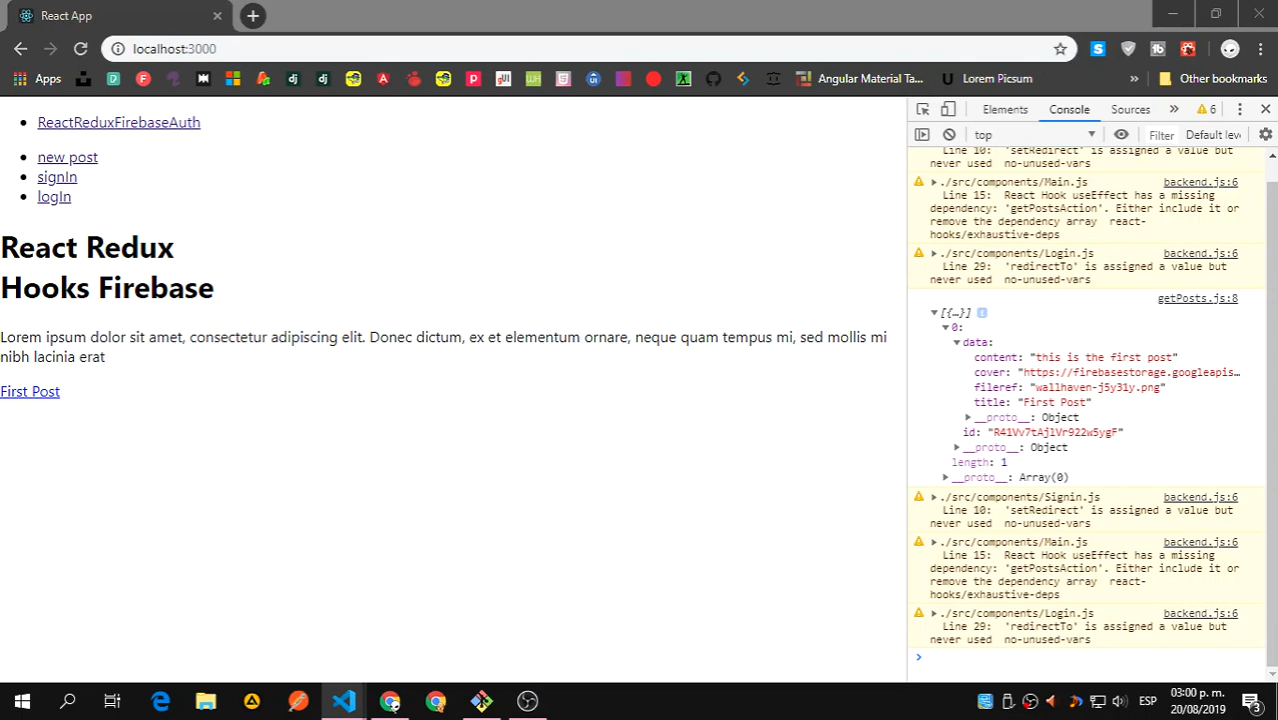 React App
localhost:3000
Apps
Angular Material Ta...
Lorem Picsum
»
Other bookmarks
ReactReduxFirebaseAuth
new post
signIn
logIn
React Redux
Hooks Firebase
Lorem ipsum dolor sit amet, consectetur adipiscing elit. Donec dictum, ex et elementum ornare, neque quam tempus mi, sed mollis mi
nibh lacinia erat
First Post
Elements
Console
Sources
»
6
top
Filter
Default leve
Line 10: 'setRedirect' is assigned a value but
never used no-unused-vars
./src/components/Main.js backend.js:6
Line 15: React Hook useEffect has a missing
dependency: 'getPostsAction'. Either include it or
remove the dependency array react-
hooks/exhaustive-deps
./src/components/Login.js backend.js:6
Line 29: 'redirectTo' is assigned a value but
never used no-unused-vars
getPosts.js:8
[{…}]
0:
data:
content: "this is the first post"
cover: "https://firebasestorage.googleapis…
fileref: "wallhaven-j5y31y.png"
title: "First Post"
__proto__: Object
id: "R41Vv7tAjlVr922w5ygF"
__proto__: Object
length: 1
__proto__: Array(0)
./src/components/Signin.js backend.js:6
Line 10: 'setRedirect' is assigned a value but
never used no-unused-vars
./src/components/Main.js backend.js:6
Line 15: React Hook useEffect has a missing
dependency: 'getPostsAction'. Either include it or
remove the dependency array react-
hooks/exhaustive-deps
./src/components/Login.js backend.js:6
Line 29: 'redirectTo' is assigned a value but
never used no-unused-vars
ESP
03:00 p. m.
20/08/2019
3